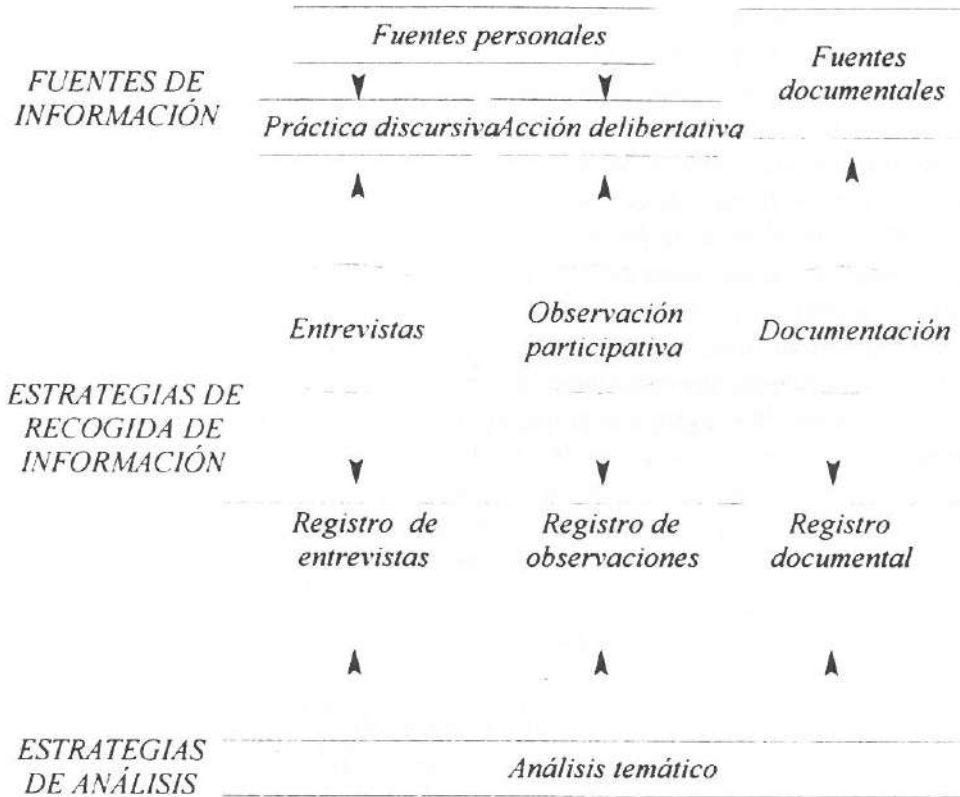 Fuentes personales
Fuentes
documentales
FUENTES DE
INFORMACIÓN
Práctica discursiva
Acción delibertativa
Entrevistas
Observación
participativa
Documentación
ESTRATEGIAS DE
RECOGIDA DE
INFORMACIÓN
Registro de
entrevistas
Registro de
observaciones
Registro
documental
ESTRATEGIAS
DE ANÁLISIS
Análisis temático